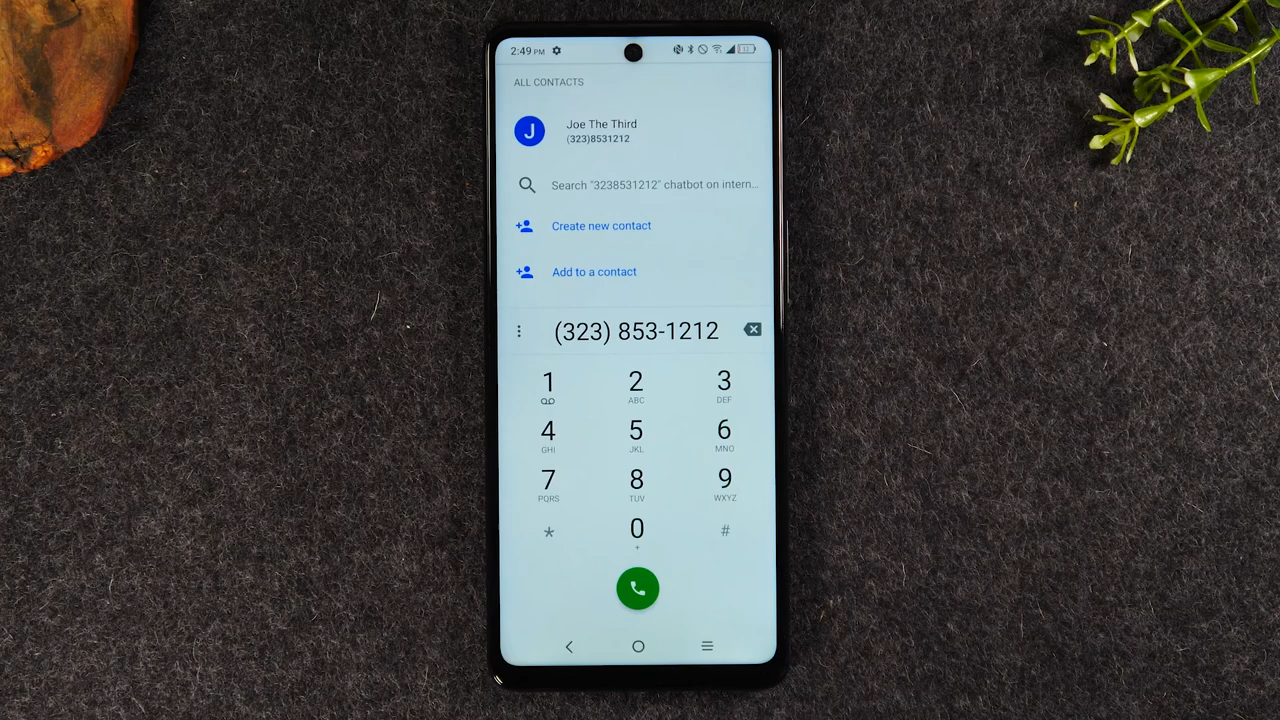 2:49 PM
12
ALL CONTACTS
J
Joe The Third
(323)8531212
Search "3238531212" chatbot on intern...
Create new contact
Add to a contact
(323) 853-1212
1 2 3
ABC DEF
4 5 6
GHI JKL MNO
7 8 9
PQRS TUV WXYZ
* 0 #
+